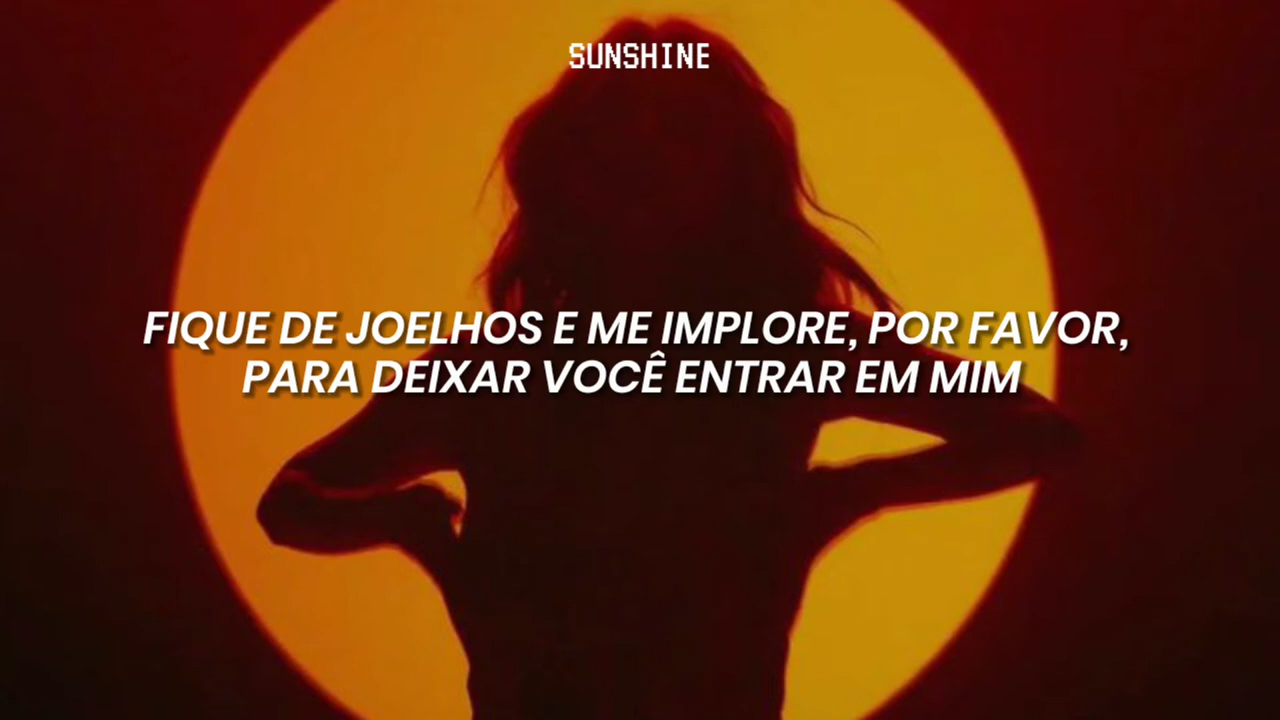 SUNSHINE
FIQUE DE JOELHOS E ME IMPLORE, POR FAVOR,
PARA DEIXAR VOCÊ ENTRAR EM MIM